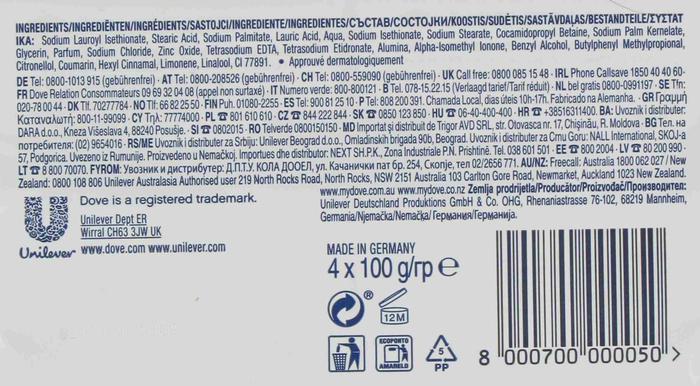 INGREDIENTS/INGREDIËNTEN/INGRÉDIENTS/SASTOJCI/INGREDIENTE/INGREDIENTES/СЪСТАВ/СОСТОЈКИ/KOOSTIS/SUDĖTIS/SASTĀVDAĻAS/BESTANDTEILE/ΣΥΣΤΑΤ
ΙΚΑ: Sodium Lauroyl Isethionate, Stearic Acid, Sodium Palmitate, Lauric Acid, Aqua, Sodium Isethionate, Sodium Stearate, Cocamidopropyl Betaine, Sodium Palm Kernelate,
Glycerin, Parfum, Sodium Chloride, Zinc Oxide, Tetrasodium EDTA, Tetrasodium Etidronate, Alumina, Alpha-Isomethyl Ionone, Benzyl Alcohol, Butylphenyl Methylpropional,
Citronellol, Coumarin, Hexyl Cinnamal, Limonene, Linalool, CI 77891. • Approuvé dermatologiquement
DE Tel: 0800-1013 915 (gebührenfrei) · AT Tel: 0800-208526 (gebührenfrei) · CH Tel: 0800-559090 (gebührenfrei) · UK Call free: 0800 085 15 48 · IRL Phone Callsave 1850 40 40 60·
FR Dove Relation Consommateurs 09 69 32 04 08 (appel non surtaxé) · IT Numero verde: 800-800121 · B Tel. 078-15.22.15 (Verlaagd tarief/Tarif réduit) · NL bel gratis 0800-0991197 · SE Tfn:
020-78 00 44 · DK Tlf. 70277784 · NO Tlf: 66 82 25 50 · FIN Puh. 01080-2255 · ES Tel: 900 81 25 10 · P Tel: 808 200 391. Chamada Local, dias úteis 10h-17h. Fabricado na Alemanha. · GR Γραμμή
Καταναλωτή: 800-11-99099 · CY Τηλ: 77774000 · PL ☎ 801 610 610 · CZ ☎ 844 222 844 · SK ☎ 0850 123 850 · HU ☎ 06-40-400-400 · HR ☎ +38516311400. BA: Uvoznik i distributer:
DARA d.o.o., Kneza Višeslava 4, 88240 Posušje. · SI ☎ 0802015 · RO Telverde 0800150150 · MD Importat și distribuit de Trigor AVD SRL, str. Otovasca nr. 17, Chișinău, R. Moldova · BG Тел. на
потребителя: (02) 9654016 · RS/ME Uvoznik i distributer za Srbiju: Unilever Beograd d.o.o., Omladinskih brigada 90b, Beograd. Uvoznik i distributer za Crnu Goru: NALL INTERNATIONAL, SKOJ-a
57, Podgorica. Uvezeno iz Rumunije. Proizvedeno u Nemačkoj. Importues dhe distributues: NEXT SH.P.K., Zona Industriale P.N. Prishtinë. Tel. 038 601 501 · EE ☎ 800 2004 · LV ☎ 80 200 990·
LT ☎ 8 800 70070. FYROM: Увозник и дистрибутер: Д.П.Т.У. КОЛА ДООЕЛ, ул. Качанички пат бр. 254, Скопје, тел. 02/2656 771. AU/NZ: Freecall: Australia 1800 062 027 / New
Zealand: 0800 108 806 Unilever Australasia Authorised user 219 North Rocks Road, North Rocks, NSW 2151 Australia 103 Carlton Gore Road, Newmarket, Auckland 1023 New Zealand.
Dove is a registered trademark.
Unilever Dept ER
Wirral CH63 3JW UK
www.dove.com www.unilever.com
Unilever
www.mydove.com.hr, www.mydove.cz Zemlja prodrijetla/Producător/Proizvođač/Производител:
Unilever Deutschland Produktions GmbH & Co. OHG, Rhenaniastrasse 76-102, 68219 Mannheim,
Germania/Njemačka/Nemačka/ Германия/Германија.
MADE IN GERMANY
4 x 100 g/гр ℮
12M
ECOPONTO
AMARELO
5
PP
8 000700 000050 >